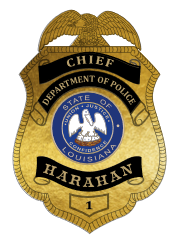 CHIEF
DEPARTMENT OF POLICE
STATE OF
UNION · JUSTICE
CONFIDENCE
LOUISIANA
HARAHAN
1